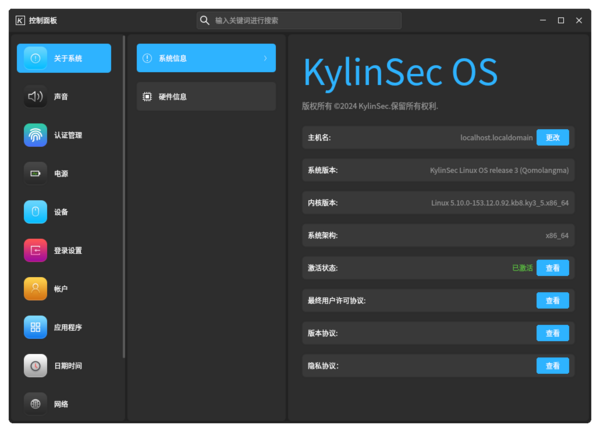 控制面板
输入关键词进行搜索
关于系统
声音
认证管理
电源
设备
登录设置
帐户
应用程序
日期时间
网络
系统信息
硬件信息
KylinSec OS
版权所有 ©2024 KylinSec.保留所有权利.
主机名: localhost.localdomain 更改
系统版本: KylinSec Linux OS release 3 (Qomolangma)
内核版本: Linux 5.10.0-153.12.0.92.kb8.ky3_5.x86_64
系统架构: x86_64
激活状态: 已激活 查看
最终用户许可协议: 查看
版本协议: 查看
隐私协议: 查看